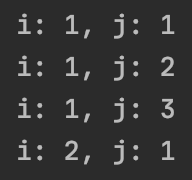 i: 1, j: 1
i: 1, j: 2
i: 1, j: 3
i: 2, j: 1